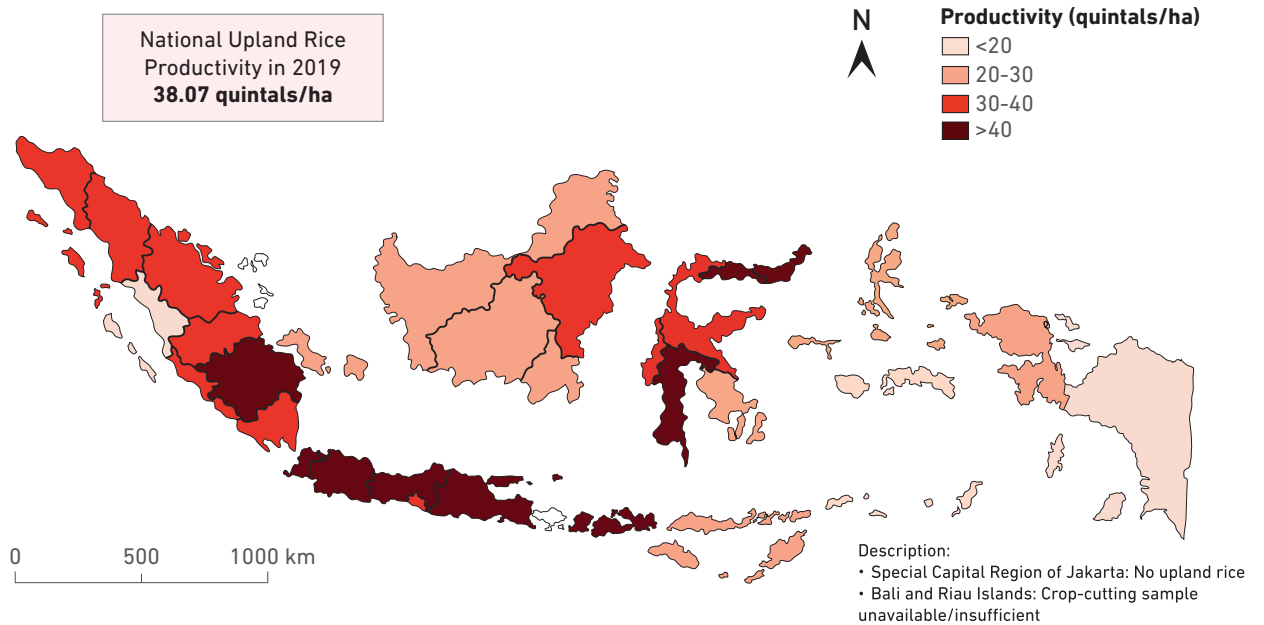 National Upland Rice
Productivity in 2019
38.07 quintals/ha
N
Productivity (quintals/ha)
<20
20-30
30-40
>40
0 500 1000 km
Description:
• Special Capital Region of Jakarta: No upland rice
• Bali and Riau Islands: Crop-cutting sample
unavailable/insufficient